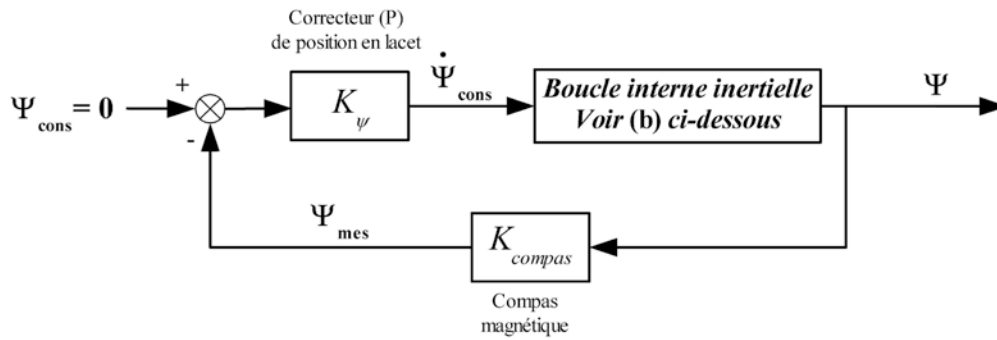 Correcteur (P)
de position en lacet
+
Ψcons = 0
-
Kψ
Ψ̇cons
Boucle interne inertielle
Voir (b) ci-dessous
Ψ
Ψmes
Kcompas
Compas
magnétique